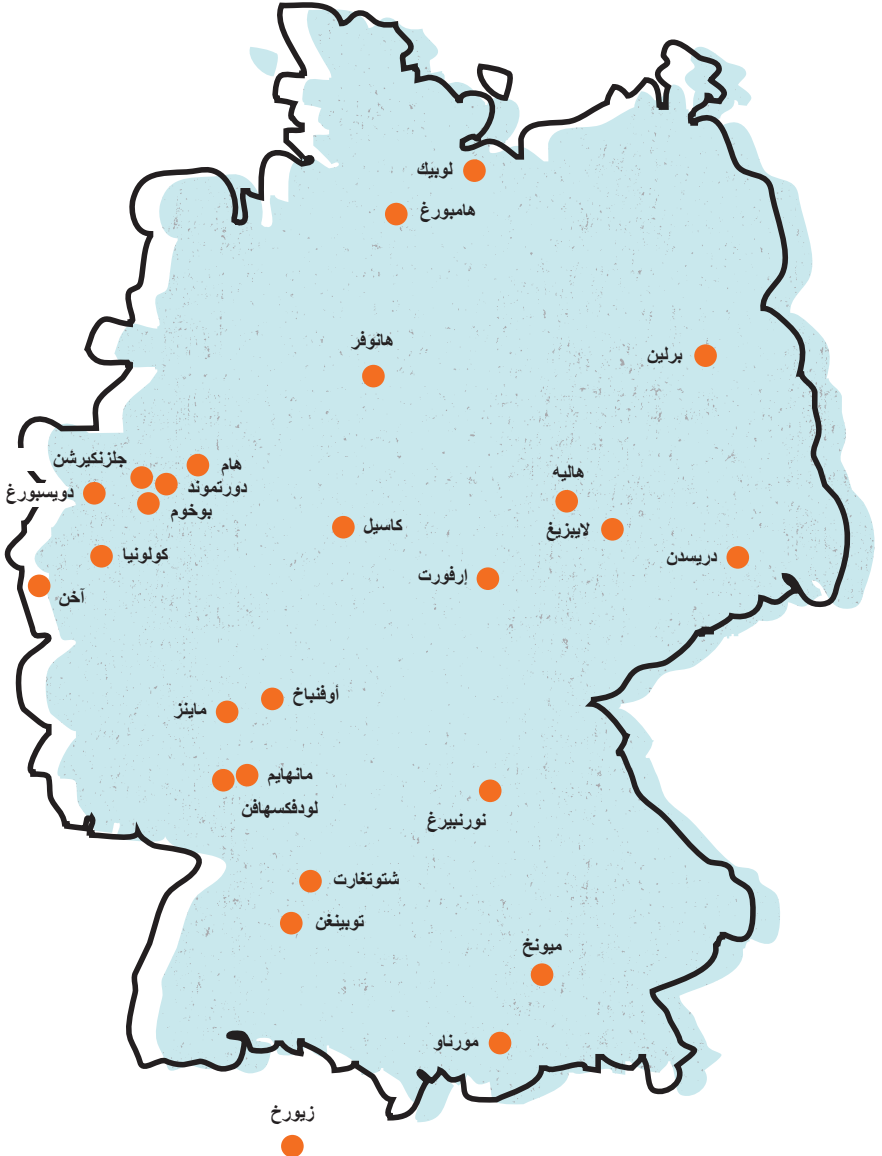 لوبيك
هامبورغ
هانوفر
برلين
جلزنكيرشن
هام
دورتموند
دويسبورغ
بوخوم
هاليه
كاسيل
لايبزيغ
كولونيا
دريسدن
إرفورت
آخن
أوفنباخ
ماينز
مانهايم
لودفكسهافن
نورنبيرغ
شتوتغارت
توبينغن
ميونخ
مورناو
زيورخ